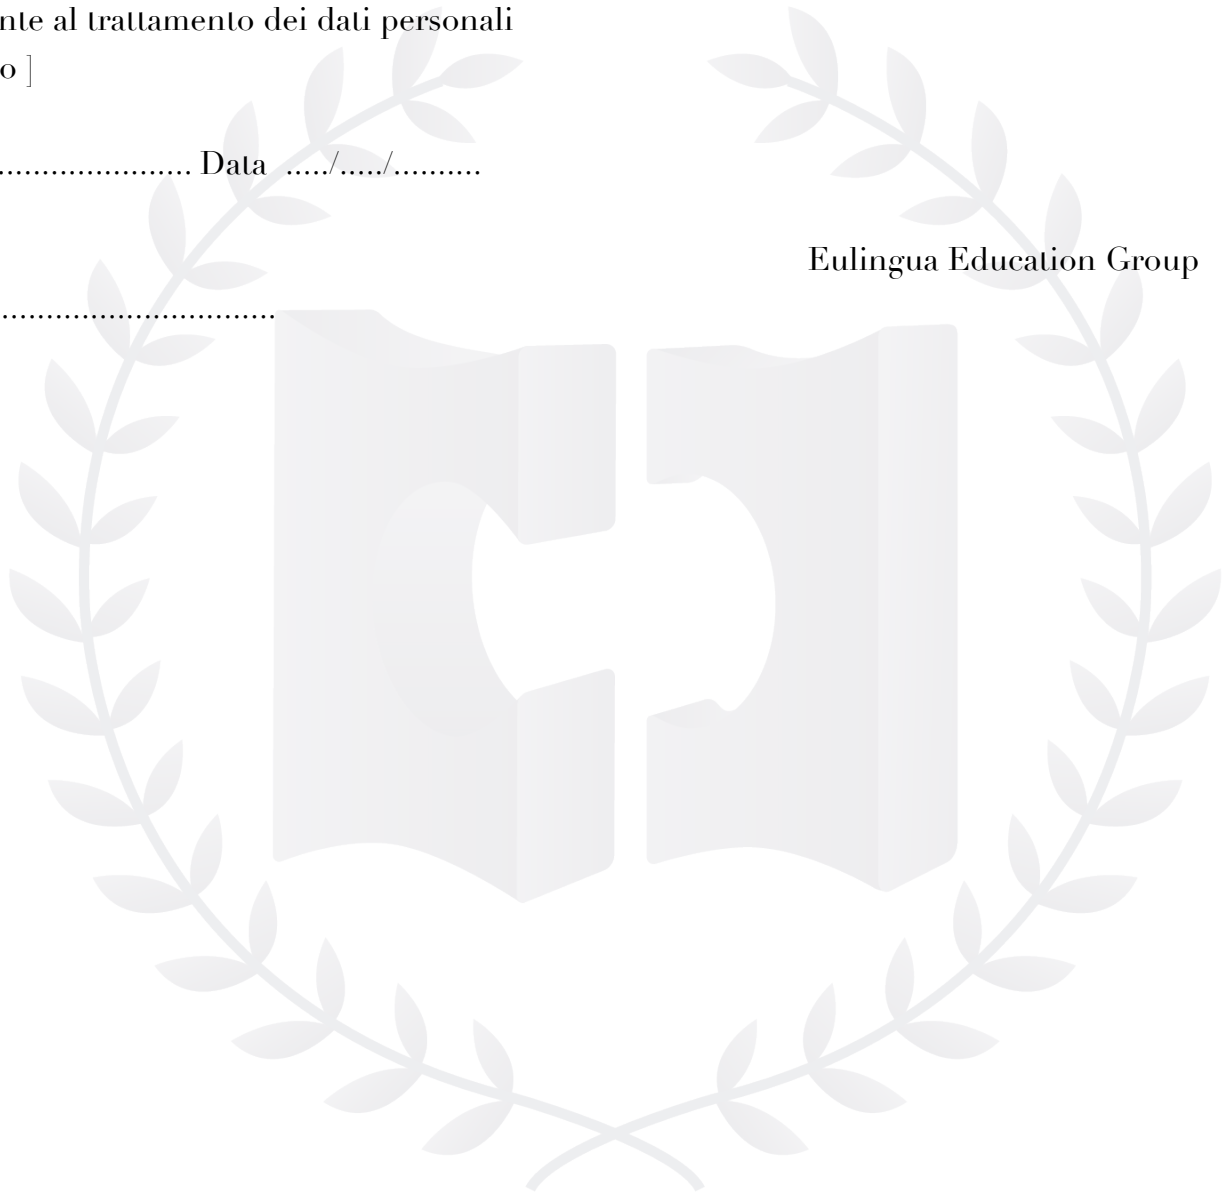 nte al trattamento dei dati personali
o ]
...................... Data ...../...../..........
Eulingua Education Group
...............................